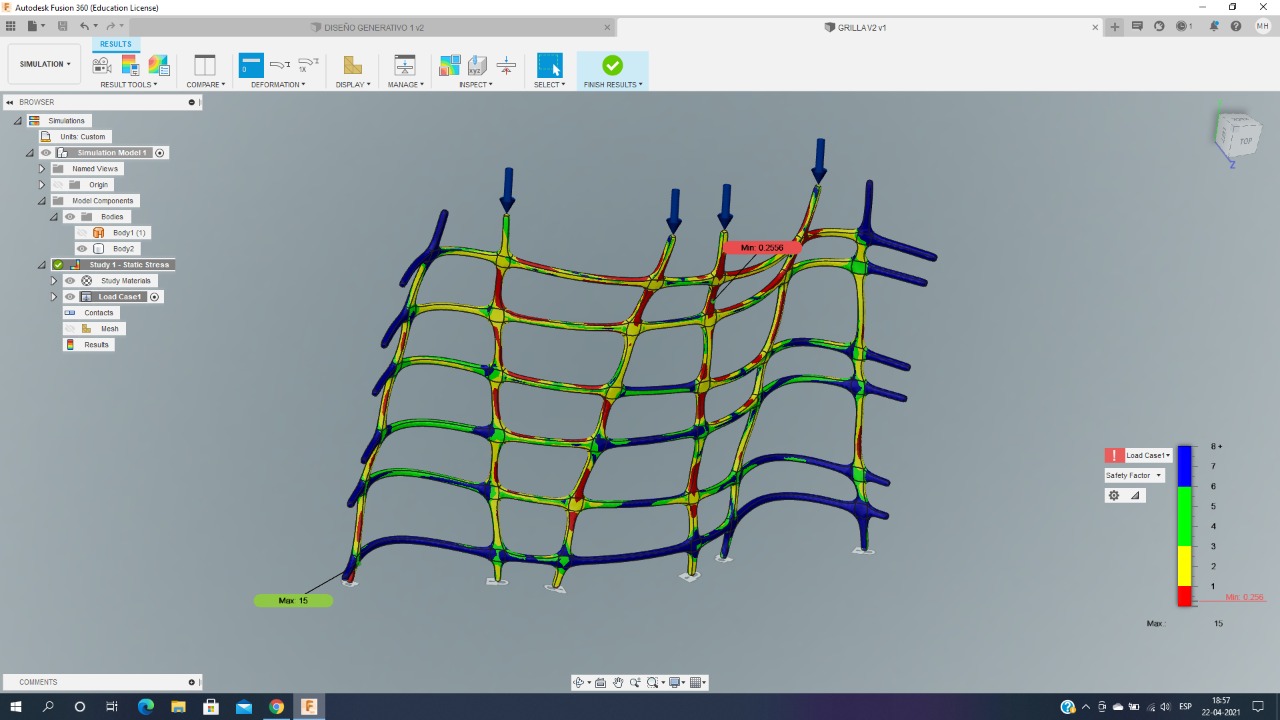 Autodesk Fusion 360 (Education License)
DISEÑO GENERATIVO 1 v2
GRILLA V2 v1
1
MH
RESULTS
SIMULATION
RESULT TOOLS
COMPARE
DEFORMATION
DISPLAY
MANAGE
INSPECT
SELECT
FINISH RESULTS
0
1X
BROWSER
Simulations
Units: Custom
Simulation Model 1
Named Views
Origin
Model Components
Bodies
Body1 (1)
Body2
Study 1 - Static Stress
Study Materials
Load Case1
Contacts
Mesh
Results
TOP
Z
Min: 0.2556
Max: 15
Load Case1
Safety Factor
8 +
7
6
5
4
3
2
1
Min: 0.256
Max.: 15
COMMENTS
ESP
18:57
22-04-2021